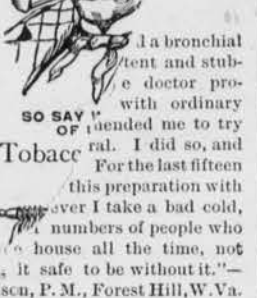 d a bronchial
tent and stub-
e doctor pro-
with ordinary
SO SAY
OF
mended me to try
Tobacc
ral. I did so, and
For the last fifteen
this preparation with
ever I take a bad cold,
numbers of people who
house all the time, not
, it safe to be without it."—
son, P. M., Forest Hill, W. Va.